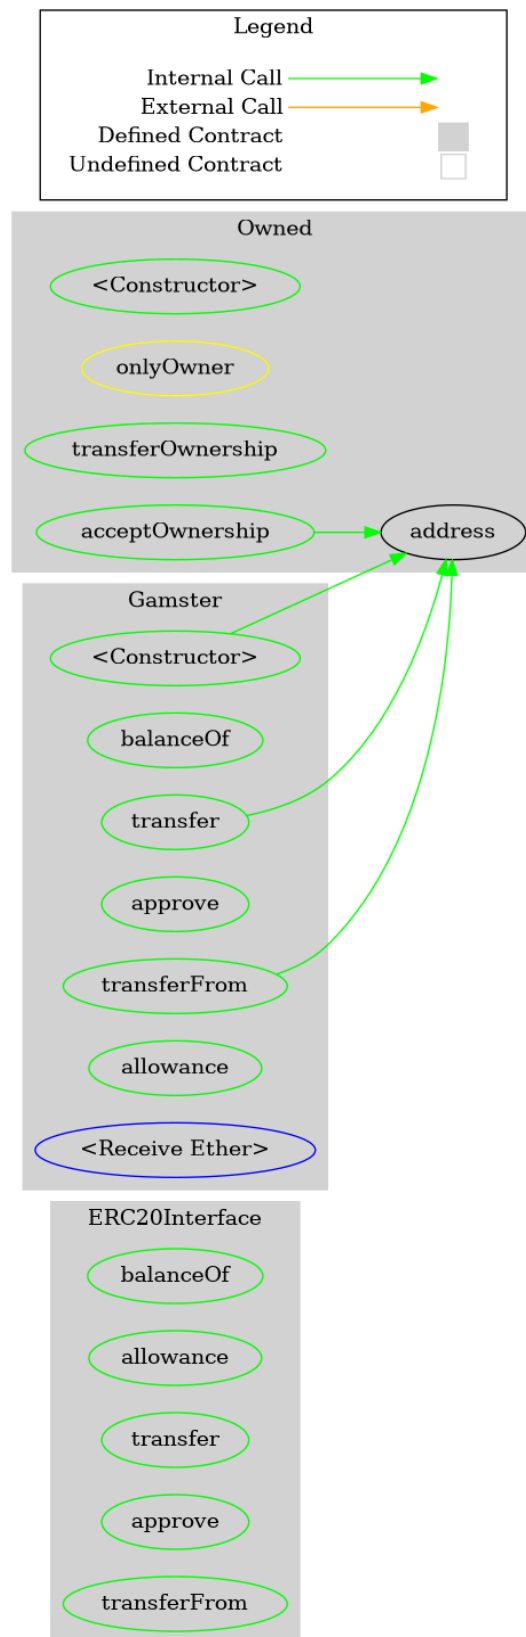 Legend
Internal Call
External Call
Defined Contract
Undefined Contract
Owned
<Constructor>
onlyOwner
transferOwnership
acceptOwnership
address
Gamster
<Constructor>
balanceOf
transfer
approve
transferFrom
allowance
<Receive Ether>
ERC20Interface
balanceOf
allowance
transfer
approve
transferFrom